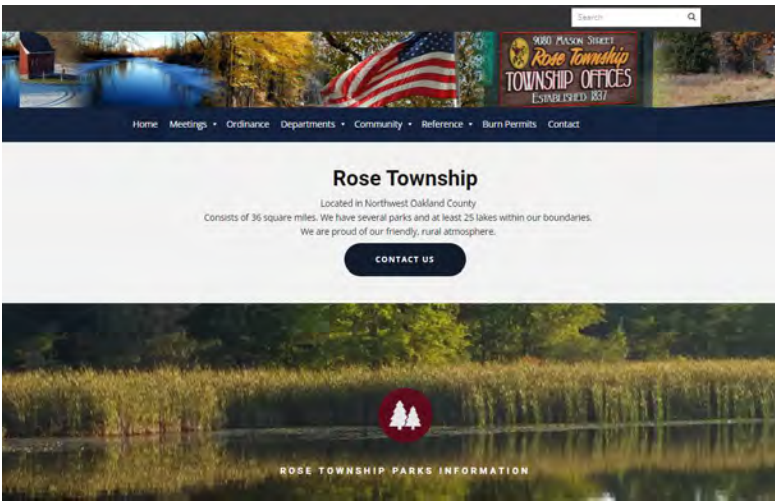 Search
9080 MASON STREET
Rose Township
TOWNSHIP OFFICES
ESTABLISHED 1837
Home Meetings Ordinance Departments Community Reference Burn Permits Contact
Rose Township
Located in Northwest Oakland County
Consists of 36 square miles. We have several parks and at least 25 lakes within our boundaries.
We are proud of our friendly, rural atmosphere.
CONTACT US
ROSE TOWNSHIP PARKS INFORMATION